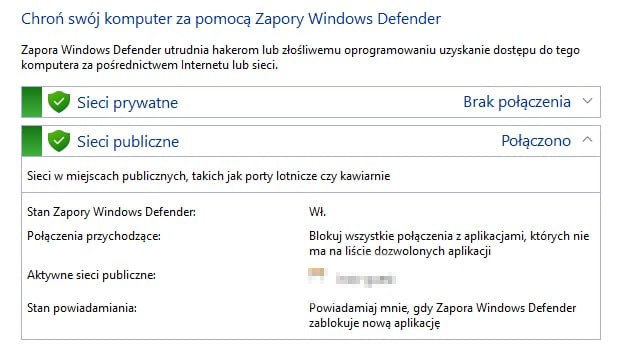 Chroń swój komputer za pomocą Zapory Windows Defender
Zapora Windows Defender utrudnia hakerom lub złośliwemu oprogramowaniu uzyskanie dostępu do tego
komputera za pośrednictwem Internetu lub sieci.
Sieci prywatne Brak połączenia
Sieci publiczne Połączono
Sieci w miejscach publicznych, takich jak porty lotnicze czy kawiarnie
Stan Zapory Windows Defender: Wł.
Połączenia przychodzące: Blokuj wszystkie połączenia z aplikacjami, których nie
ma na liście dozwolonych aplikacji
Aktywne sieci publiczne:
Stan powiadamiania: Powiadamiaj mnie, gdy Zapora Windows Defender
zablokuje nową aplikację